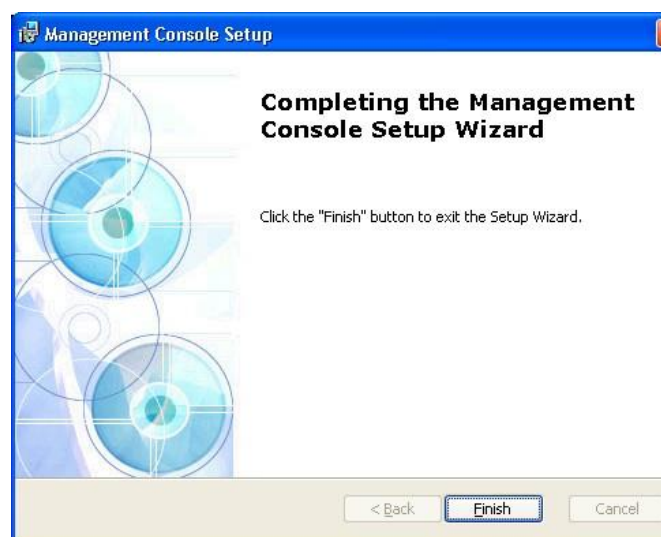 Management Console Setup
Completing the Management
Console Setup Wizard
Click the "Finish" button to exit the Setup Wizard.
< Back
Finish
Cancel